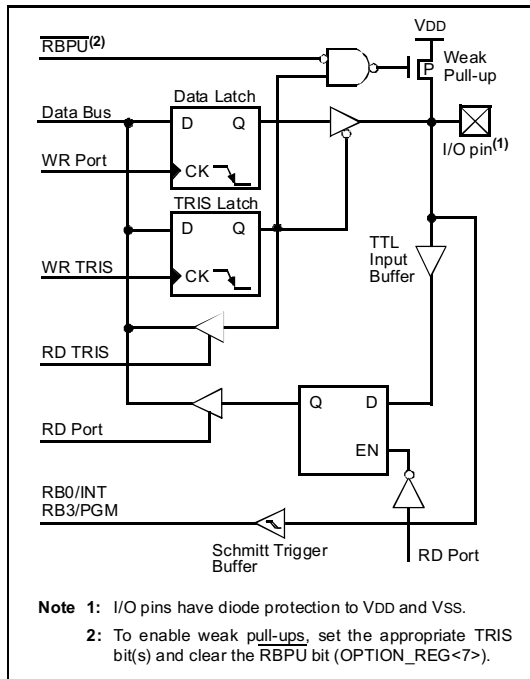 VDD
RBPU(2)
Weak
P
Pull-up
Data Latch
Data Bus
D Q
I/O pin(1)
WR Port
CK
TRIS Latch
D Q
TTL
Input
Buffer
WR TRIS
CK
RD TRIS
Q D
RD Port
EN
RB0/INT
RB3/PGM
Schmitt Trigger
Buffer
RD Port
Note 1: I/O pins have diode protection to VDD and VSS.
2: To enable weak pull-ups, set the appropriate TRIS
bit(s) and clear the RBPU bit (OPTION_REG<7>).